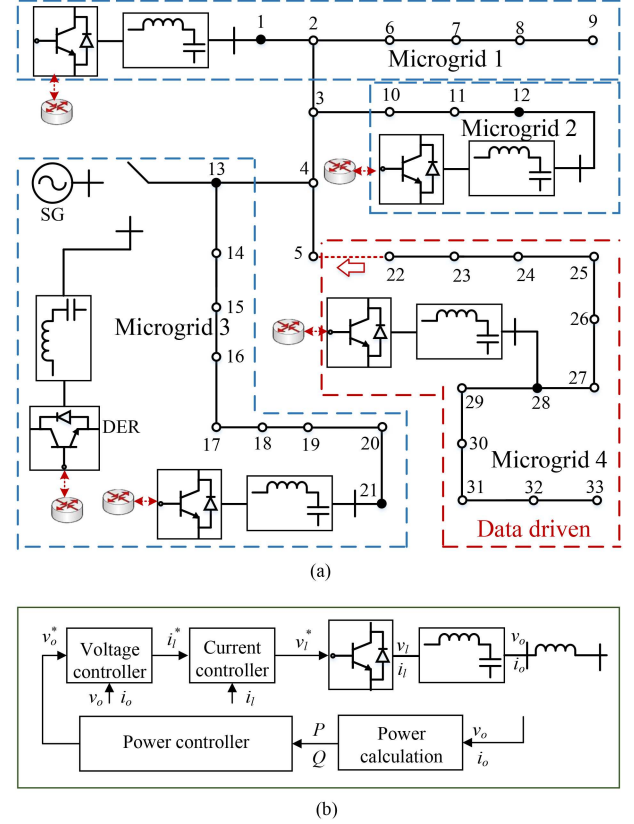 1 2 6 7 8 9
Microgrid 1
3 10 11 12
Microgrid 2
SG
13 4
14
5 22 23 24 25
15
Microgrid 3
16
26
29 28 27
DER
17 18 19 20
30
Microgrid 4
21
31 32 33
Data driven
(a)
v_o^* Voltage controller i_l^* Current controller v_l^* v_l i_l v_o i_o
v_o i_o i_l
Power controller P Q Power calculation v_o i_o
(b)